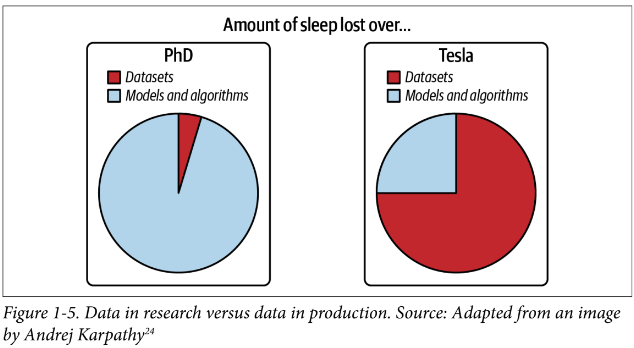 Amount of sleep lost over...
PhD
Datasets
Models and algorithms
Tesla
Datasets
Models and algorithms
Figure 1-5. Data in research versus data in production. Source: Adapted from an image
by Andrej Karpathy²⁴